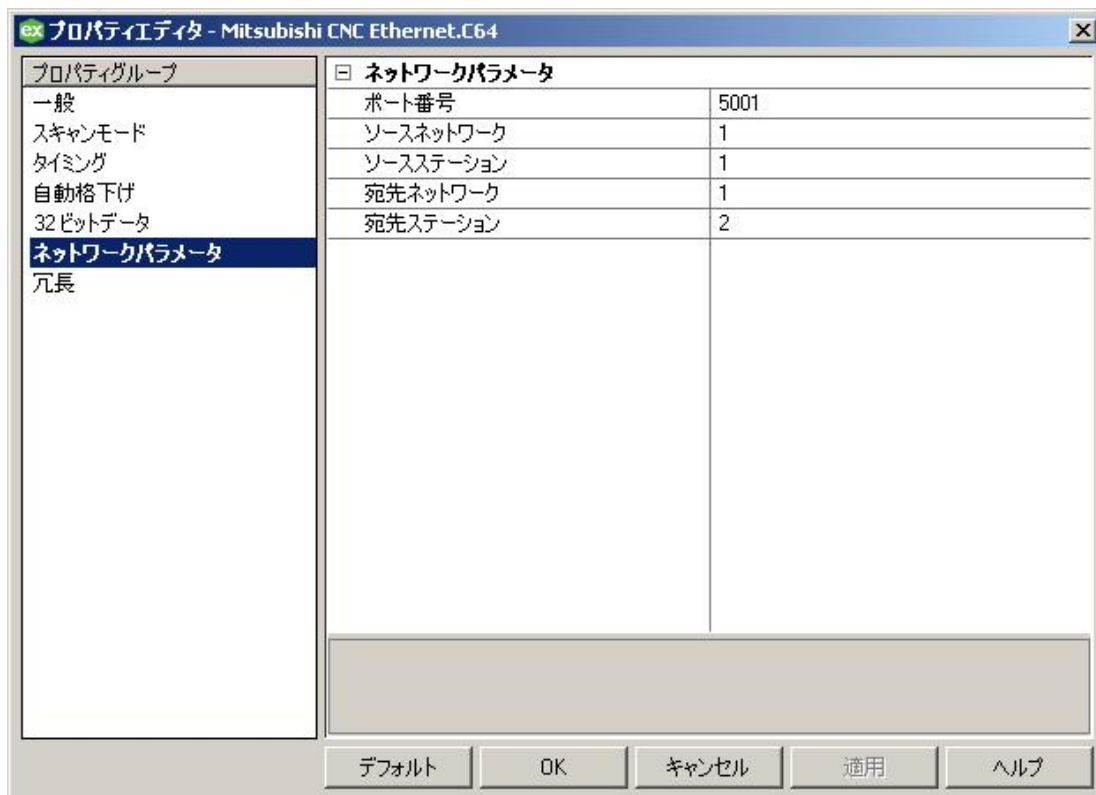 ex プロパティエディタ - Mitsubishi CNC Ethernet.C64
プロパティグループ
一般
スキャンモード
タイミング
自動格下げ
32 ビットデータ
ネットワークパラメータ
冗長
ネットワークパラメータ
ポート番号 5001
ソースネットワーク 1
ソースステーション 1
宛先ネットワーク 1
宛先ステーション 2
デフォルト OK キャンセル 適用 ヘルプ